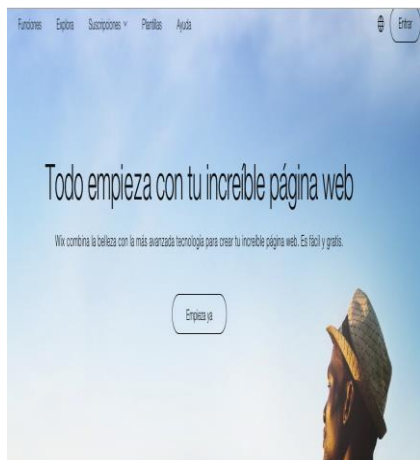 Funciones Explora Suscripciones Plantillas Ayuda Entrar
Todo empieza con tu increíble página web
Wix combina la belleza con la más avanzada tecnología para crear tu increíble página web. Es fácil y gratis.
Empieza ya